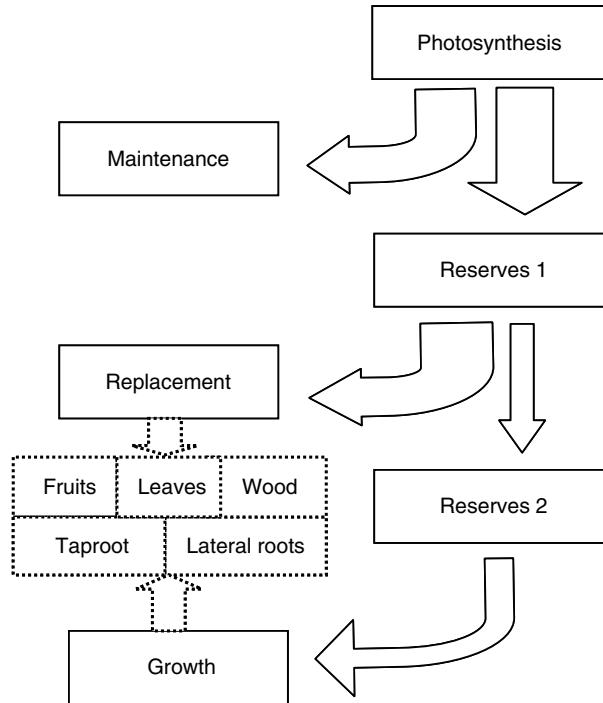 Photosynthesis
Maintenance
Reserves 1
Replacement
Fruits Leaves Wood
Reserves 2
Taproot Lateral roots
Growth